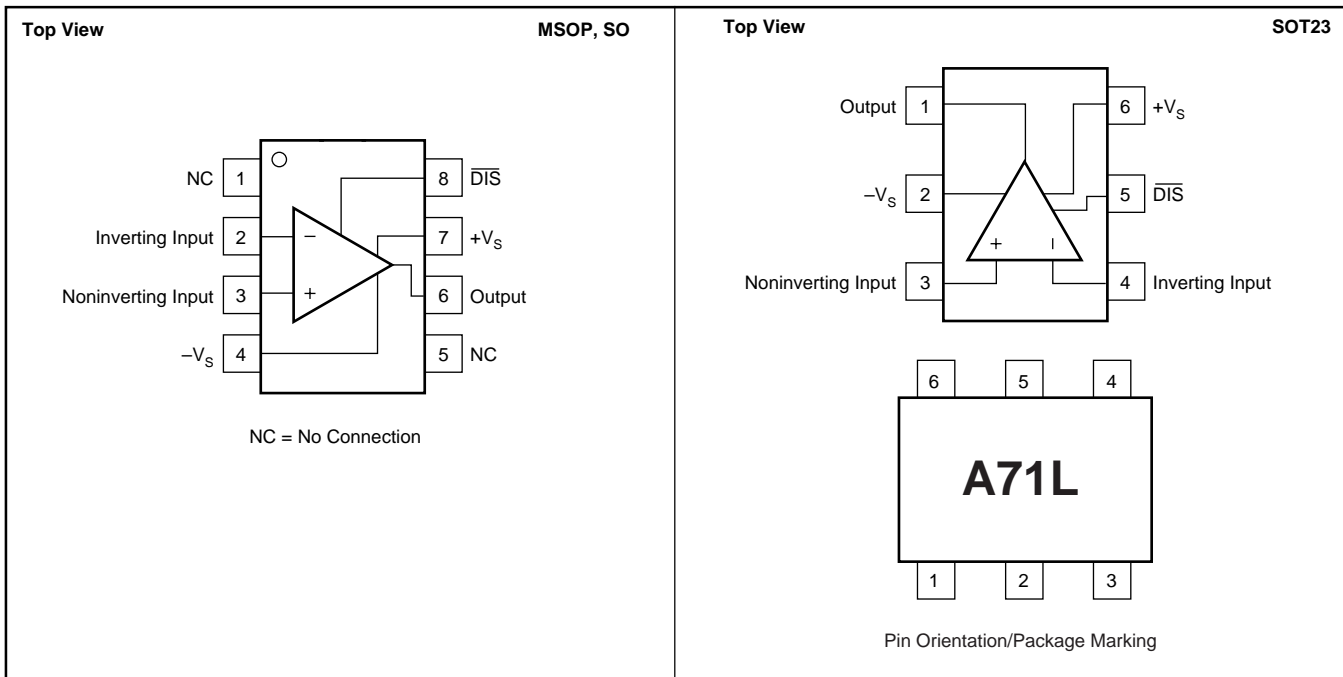 Top View MSOP, SO
NC 1 8 D̅I̅S̅
Inverting Input 2 − 7 +VS
Noninverting Input 3 + 6 Output
–VS 4 5 NC
NC = No Connection
Top View SOT23
Output 1 6 +VS
–VS 2 5 D̅I̅S̅
Noninverting Input 3 + − 4 Inverting Input
6 5 4
A71L
1 2 3
Pin Orientation/Package Marking